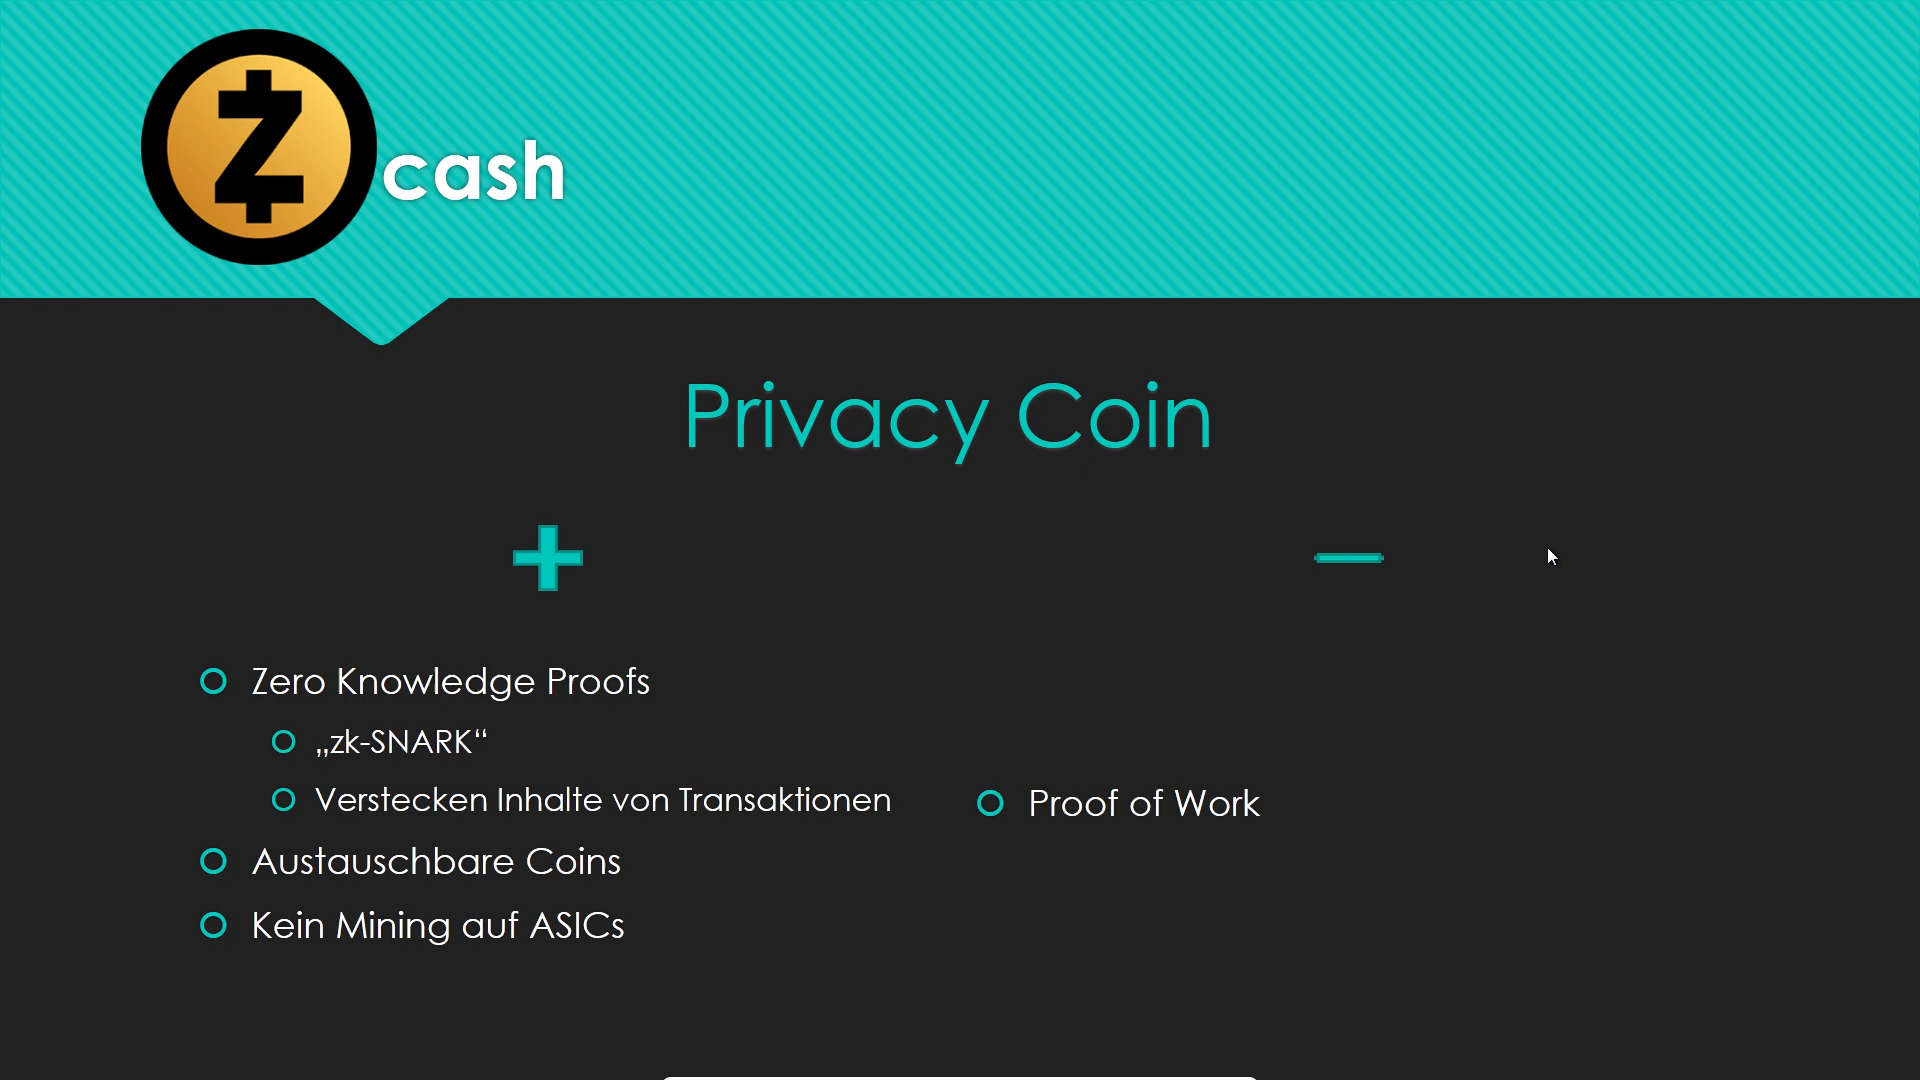 Zcash
Privacy Coin
+
−
Zero Knowledge Proofs
„zk-SNARK“
Verstecken Inhalte von Transaktionen
Austauschbare Coins
Kein Mining auf ASICs
Proof of Work